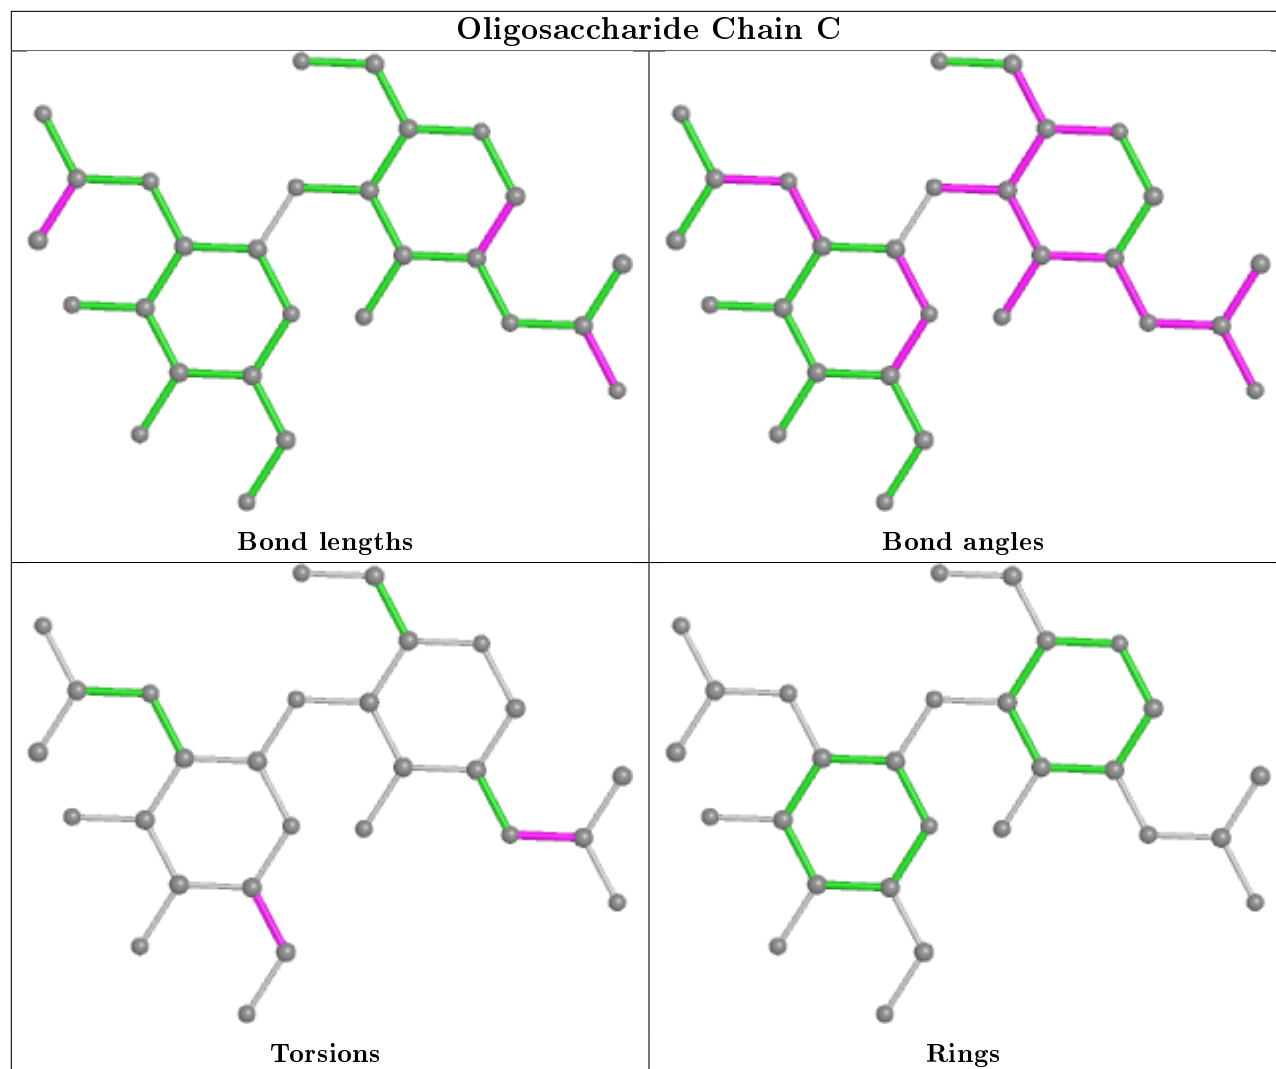 Oligosaccharide Chain C
Bond lengths
Bond angles
Torsions
Rings